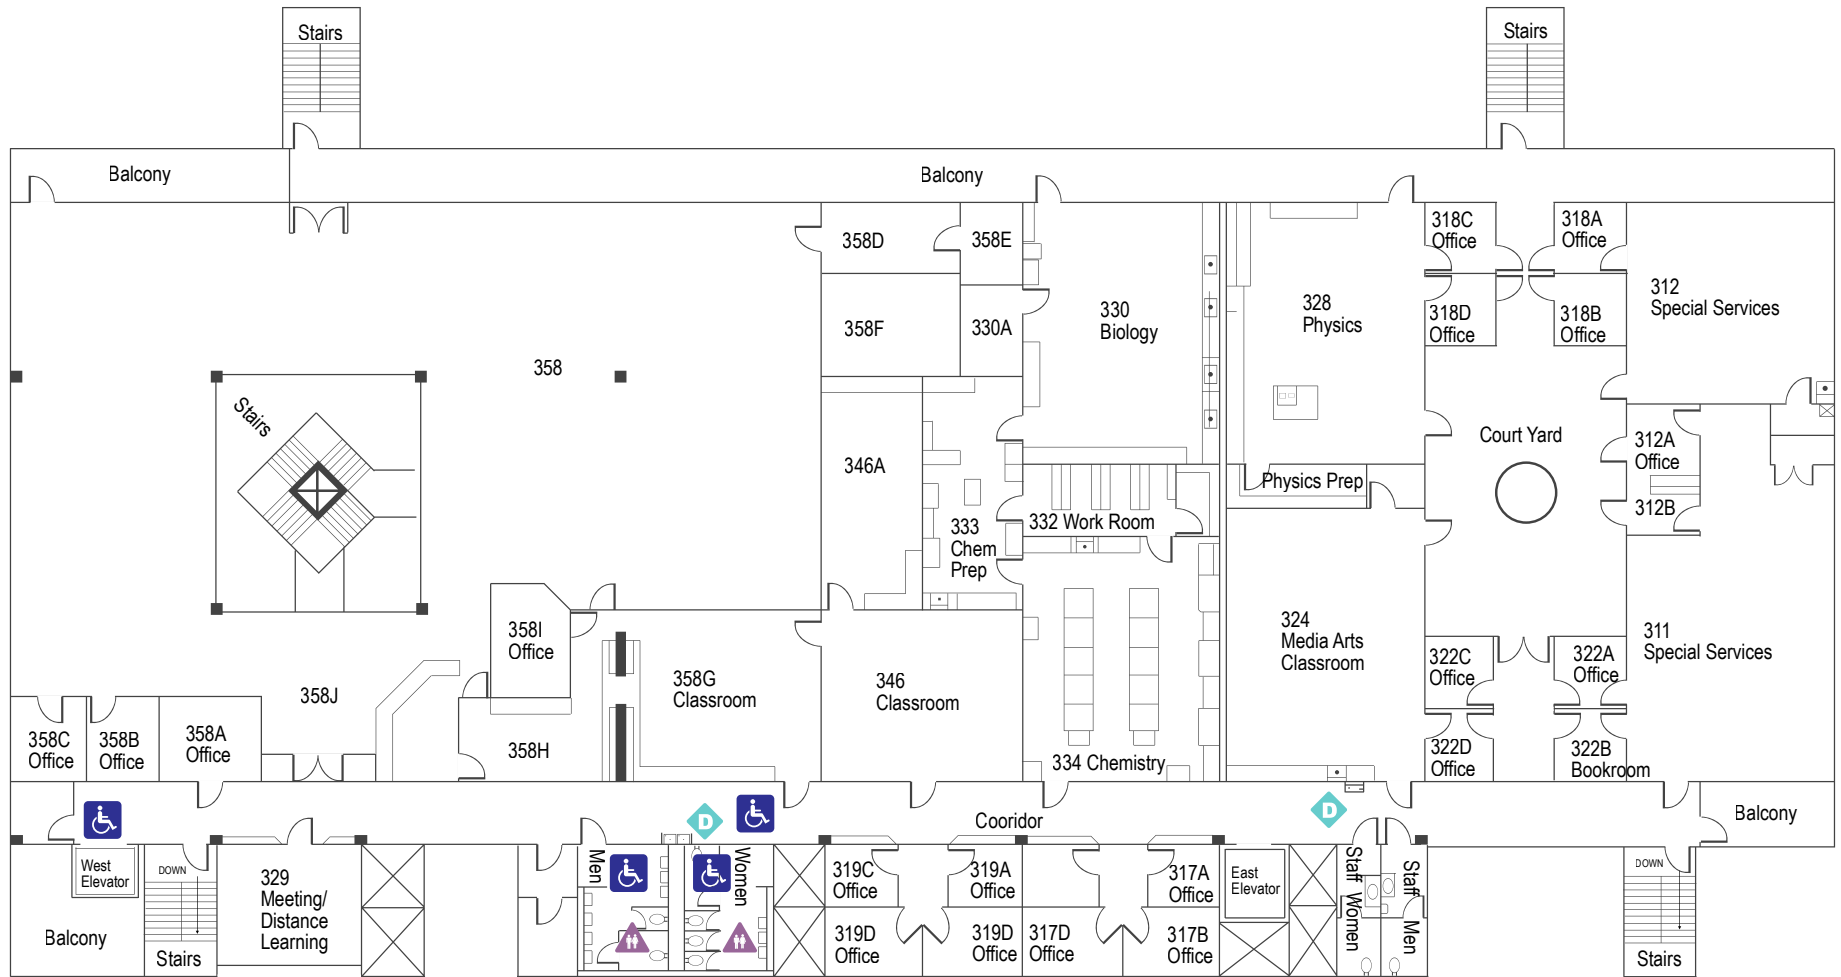 Stairs
Stairs
Balcony
Balcony
358D
358E
318C
Office
318A
Office
358F
330A
330
Biology
328
Physics
318D
Office
318B
Office
312
Special Services
358
Stairs
346A
Court Yard
312A
Office
Physics Prep
312B
333
Chem
Prep
332 Work Room
358I
Office
324
Media Arts
Classroom
311
Special Services
358J
358G
Classroom
346
Classroom
322C
Office
322A
Office
358C
Office
358B
Office
358A
Office
358H
334 Chemistry
322D
Office
322B
Bookroom
D
D
Cooridor
Balcony
West
Elevator
DOWN
329
Meeting/
Distance
Learning
Men
Women
319C
Office
319A
Office
317A
Office
East
Elevator
Staff Women
Staff Men
DOWN
Balcony
Stairs
319D
Office
319D
Office
317D
Office
317B
Office
Stairs